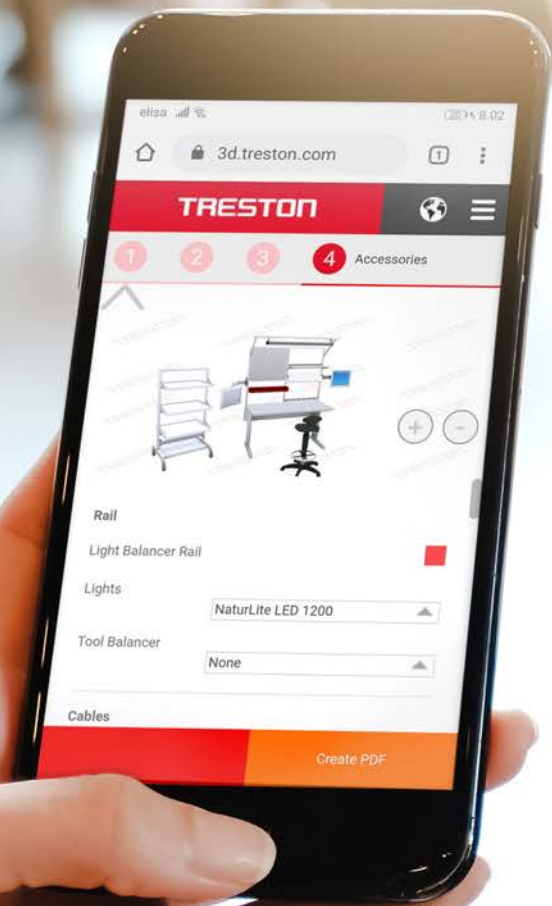 elisa 8.02
3d.treston.com 1
TRESTON
1 2 3 4 Accessories
TRESTON
+ -
Rail
Light Balancer Rail
Lights
NaturLite LED 1200
Tool Balancer
None
Cables
Create PDF